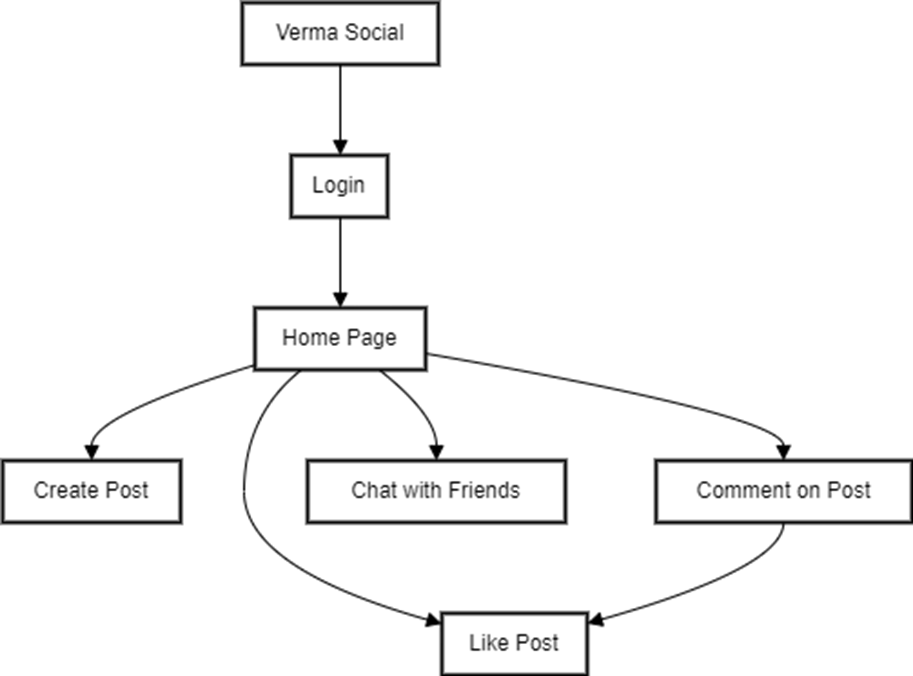 Verma Social
Login
Home Page
Create Post
Chat with Friends
Comment on Post
Like Post